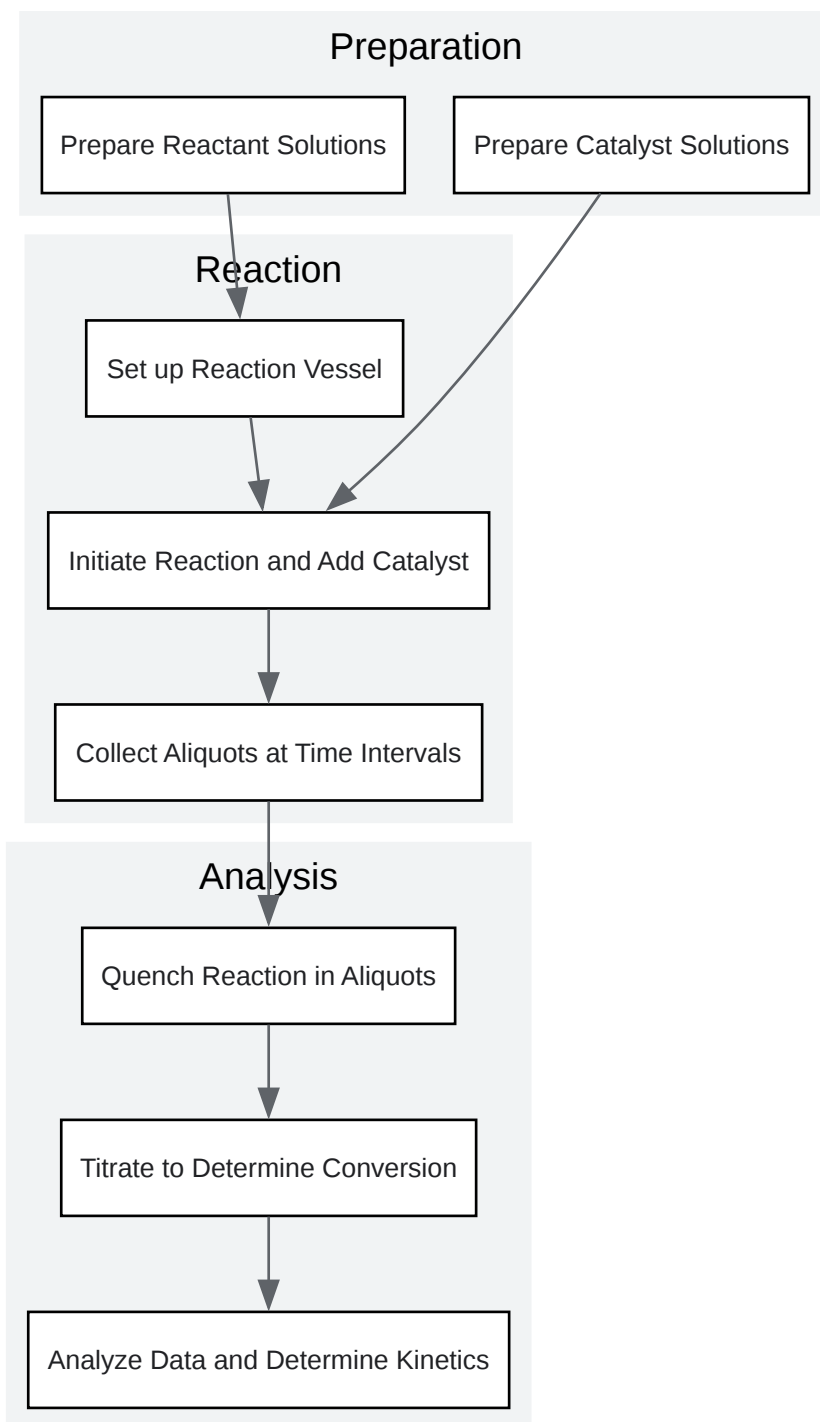 Preparation
Prepare Reactant Solutions
Prepare Catalyst Solutions
Reaction
Set up Reaction Vessel
Initiate Reaction and Add Catalyst
Collect Aliquots at Time Intervals
Analysis
Quench Reaction in Aliquots
Titrate to Determine Conversion
Analyze Data and Determine Kinetics